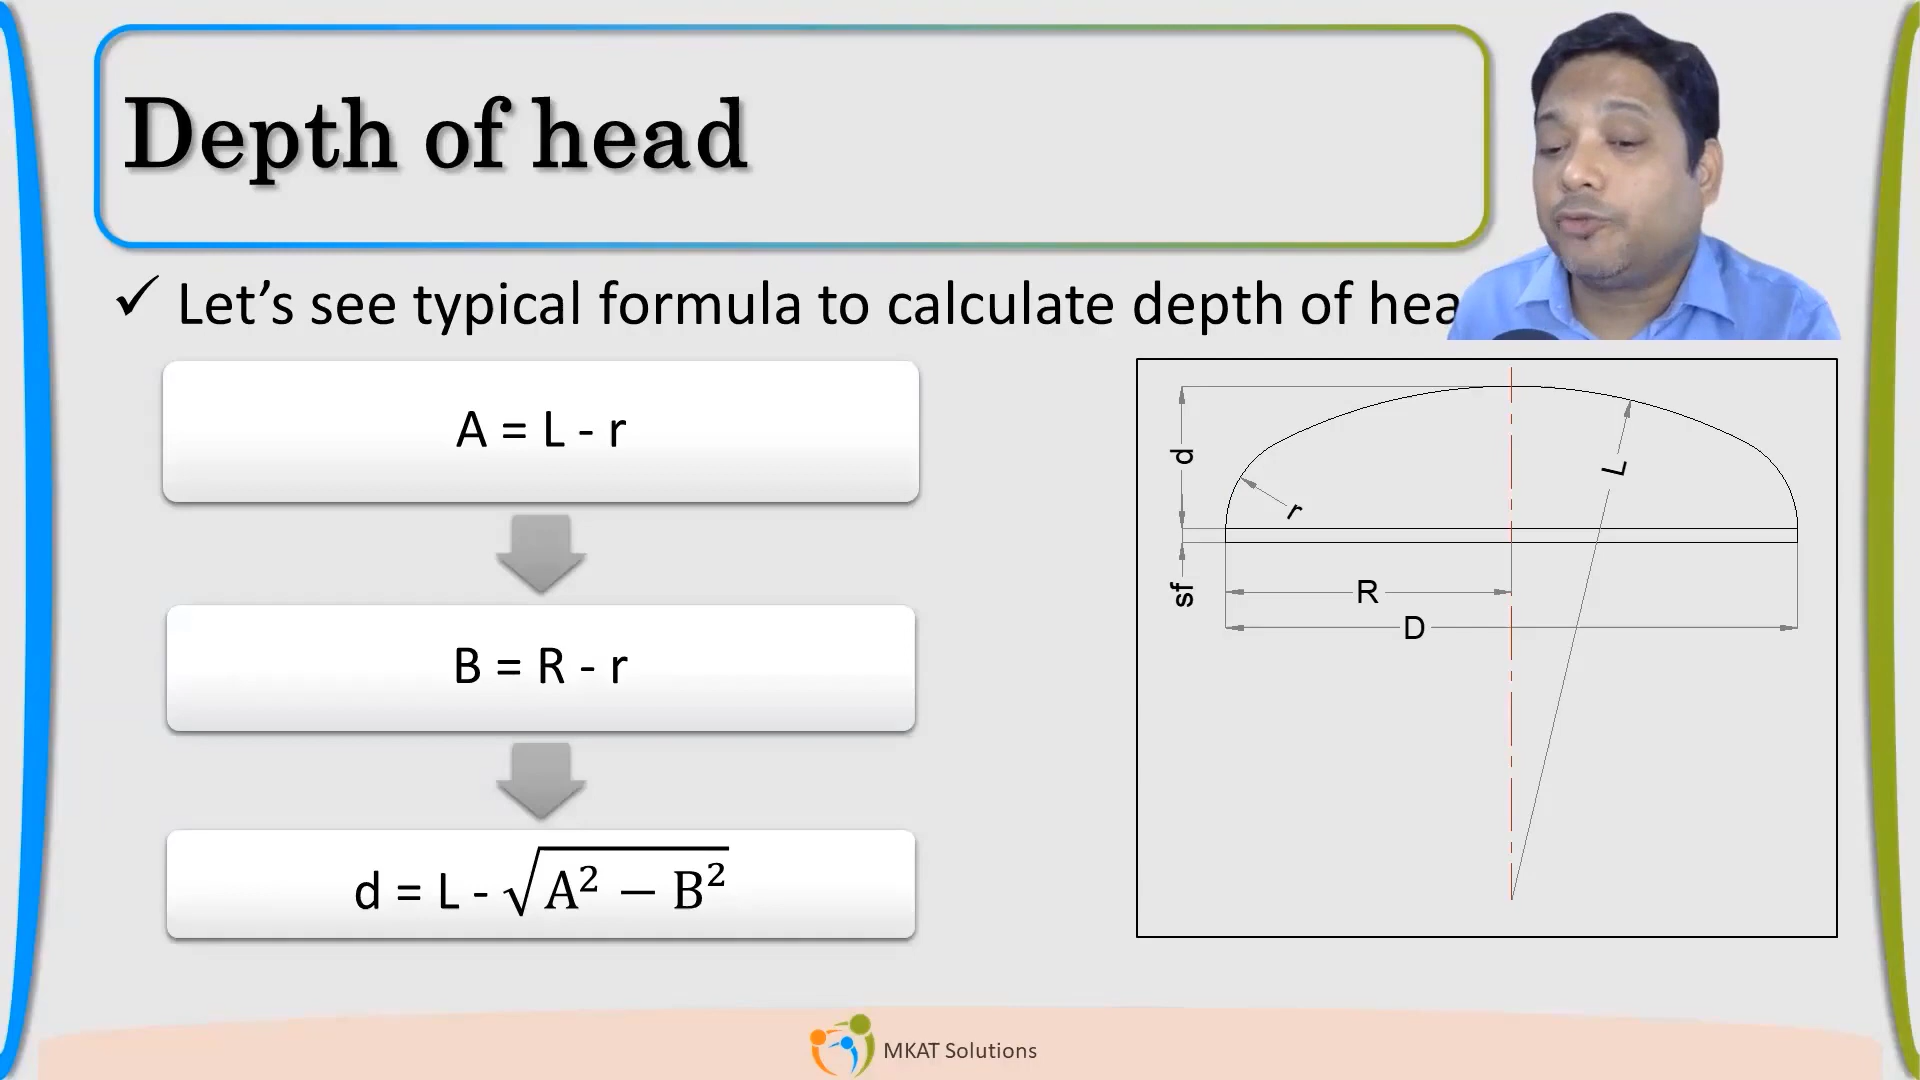 Depth of head
✓ Let's see typical formula to calculate depth of hea
A = L - r
B = R - r
d = L - √A² − B²
d
r
L
sf
R
D
MKAT Solutions